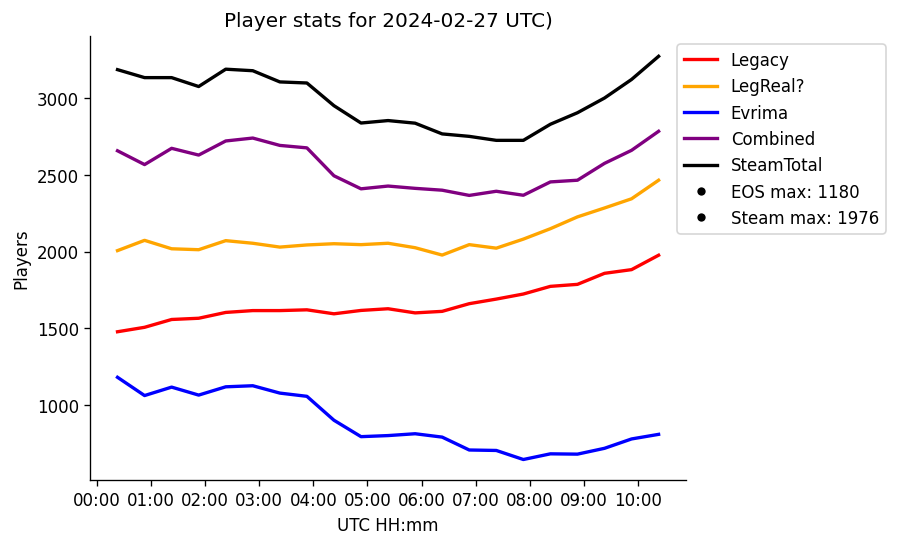 Player stats for 2024-02-27 UTC)
Legacy
LegReal?
Evrima
Combined
SteamTotal
EOS max: 1180
Steam max: 1976
Players
3000
2500
2000
1500
1000
00:00 01:00 02:00 03:00 04:00 05:00 06:00 07:00 08:00 09:00 10:00
UTC HH:mm